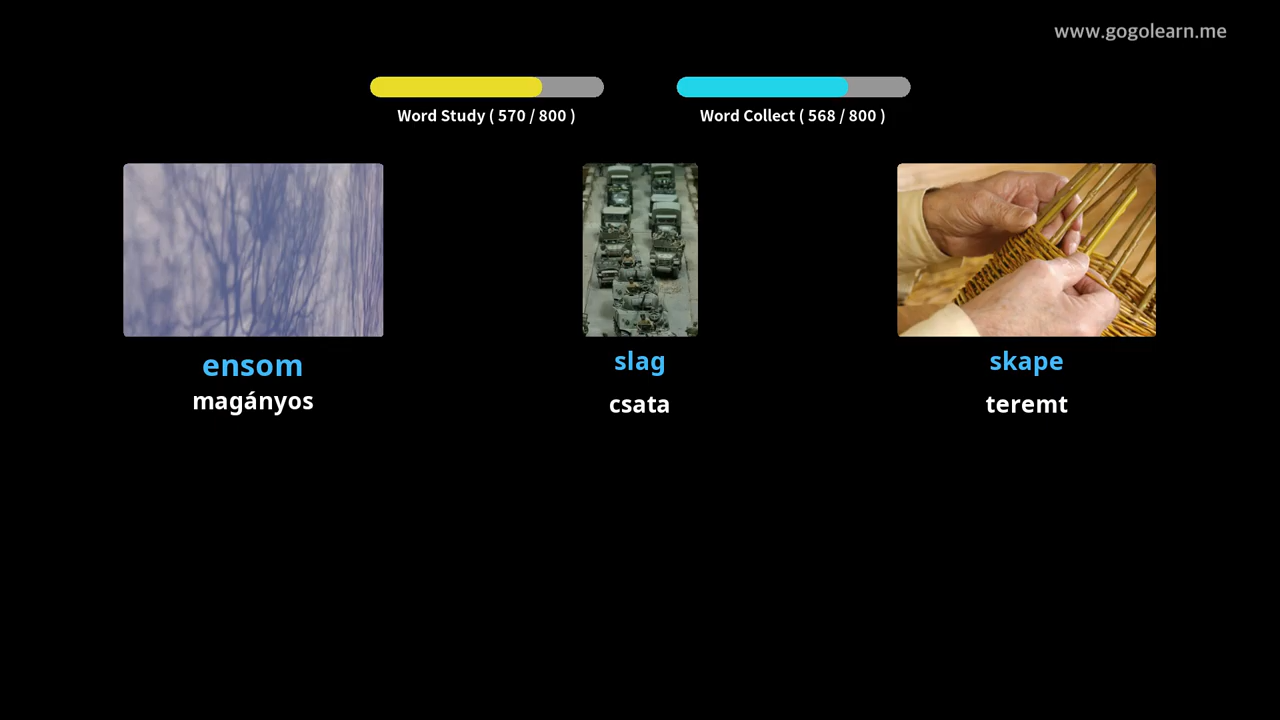 www.gogolearn.me
Word Study ( 570 / 800 )
Word Collect ( 568 / 800 )
ensom
magányos
slag
csata
skape
teremt